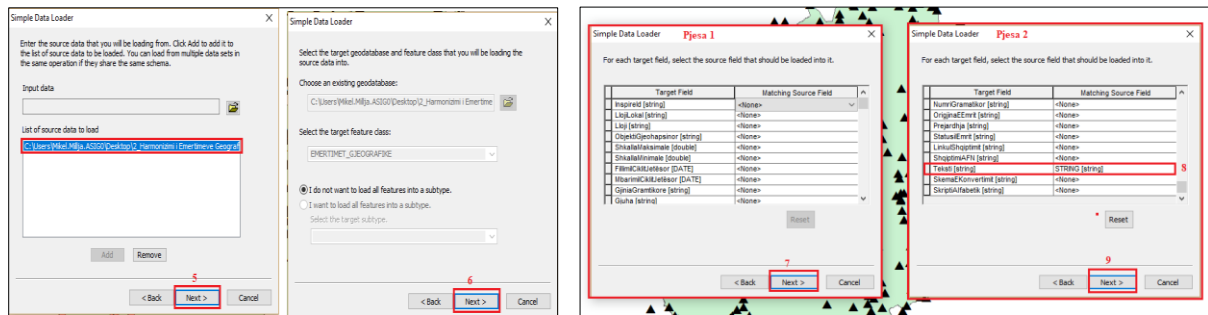 Simple Data Loader
Enter the source data that you will be loading from. Click Add to add it to
the list of source data to be loaded. You can load from multiple data sets in
the same operation if they share the same schema.
Input data
List of source data to load
C:\Users\Mikel.Milja.ASIG0\Desktop\2_Harmonizimi i Emertimeve Geograf
Add Remove
5
< Back Next > Cancel
Simple Data Loader
Select the target geodatabase and feature class that you will be loading the
source data into.
Choose an existing geodatabase:
C:\Users\Mikel.Millja.ASIG0\Desktop\2_Harmonizimi i Emertime
Select the target feature class:
EMERTIMET_GJEOGRAFIKE
I do not want to load all features into a subtype.
I want to load all features into a subtype.
Select the target subtype:
6
< Back Next > Cancel
Simple Data Loader Pjesa 1
For each target field, select the source field that should be loaded into it.
Target Field Matching Source Field
Inspireid [string] <None>
LlojiLokal [string] <None>
Lloji [string] <None>
ObjektiGjeohapsinor [string] <None>
ShkallaMaksimale [double] <None>
ShkallaMinimale [double] <None>
FillimiCiklitJetësor [DATE] <None>
MbarimiCiklitJetësor [DATE] <None>
GjiniaGramtikore [string] <None>
Gjuha [string] <None>
Reset
7
< Back Next > Cancel
Simple Data Loader Pjesa 2
For each target field, select the source field that should be loaded into it.
Target Field Matching Source Field
NumriGramatikor [string] <None>
OrigjinaEEmrit [string] <None>
Prejardhja [string] <None>
StatusiEmrit [string] <None>
LinkulShqiptimit [string] <None>
ShqiptimiAFN [string] <None>
Teksti [string] STRING [string] 8
SkemaEKonvertimit [string] <None>
SkriptiAlfabetik [string] <None>
* Reset
9
< Back Next > Cancel